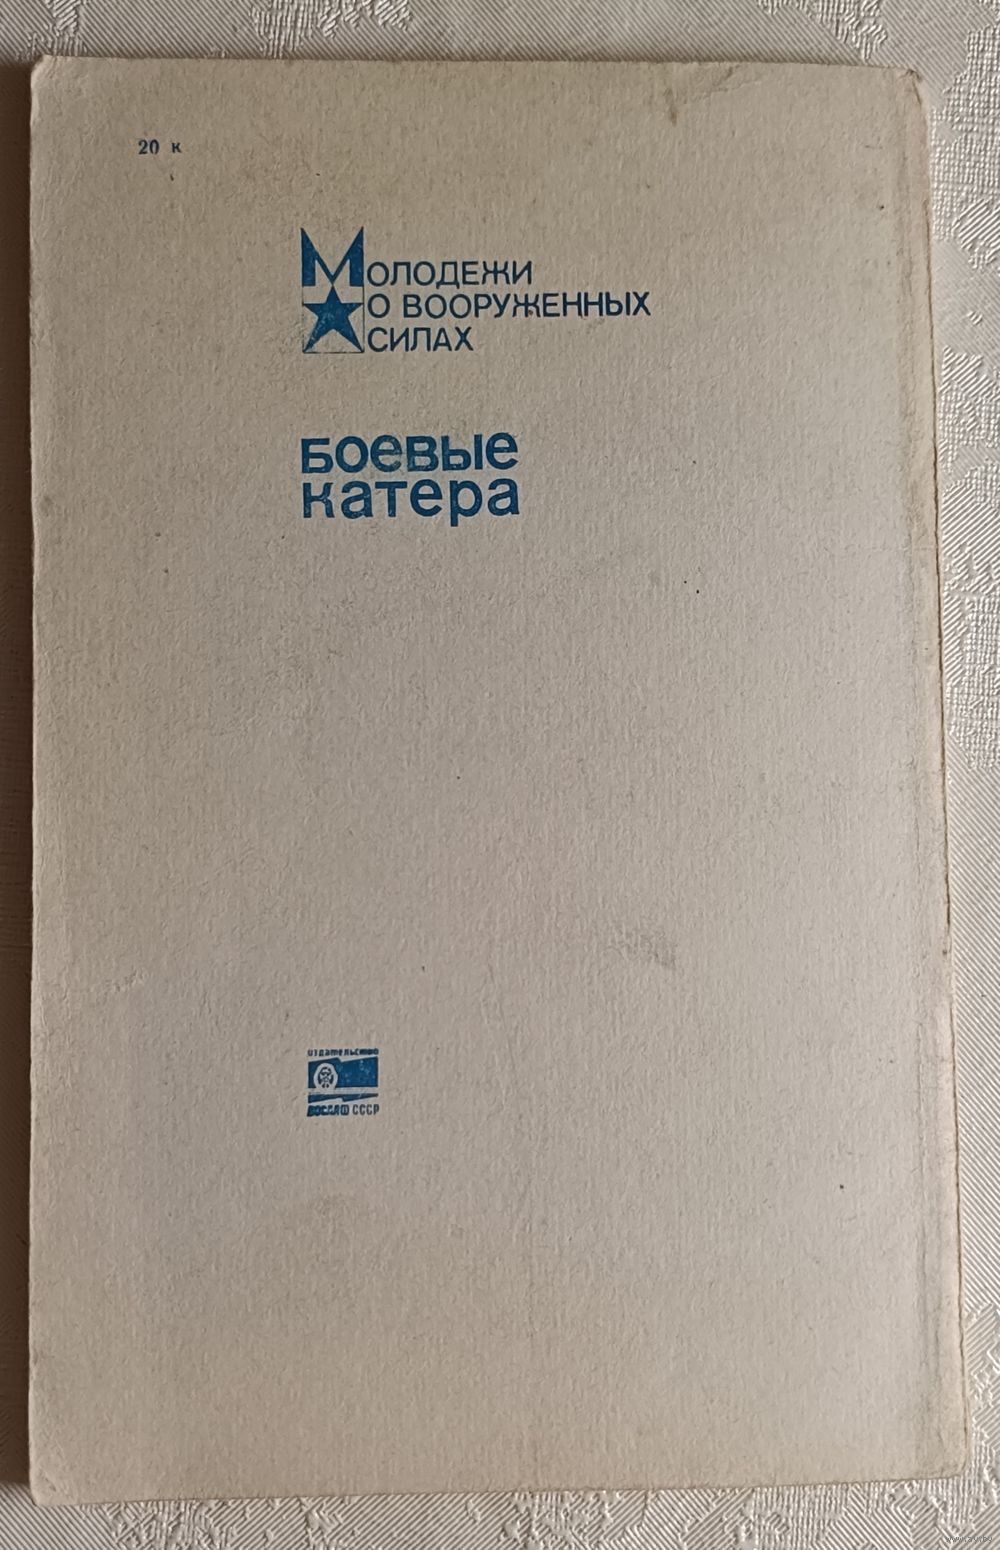 20 к
Молодежи
о вооруженных
силах
Боевые
катера
издательство
ДОСААФ СССР